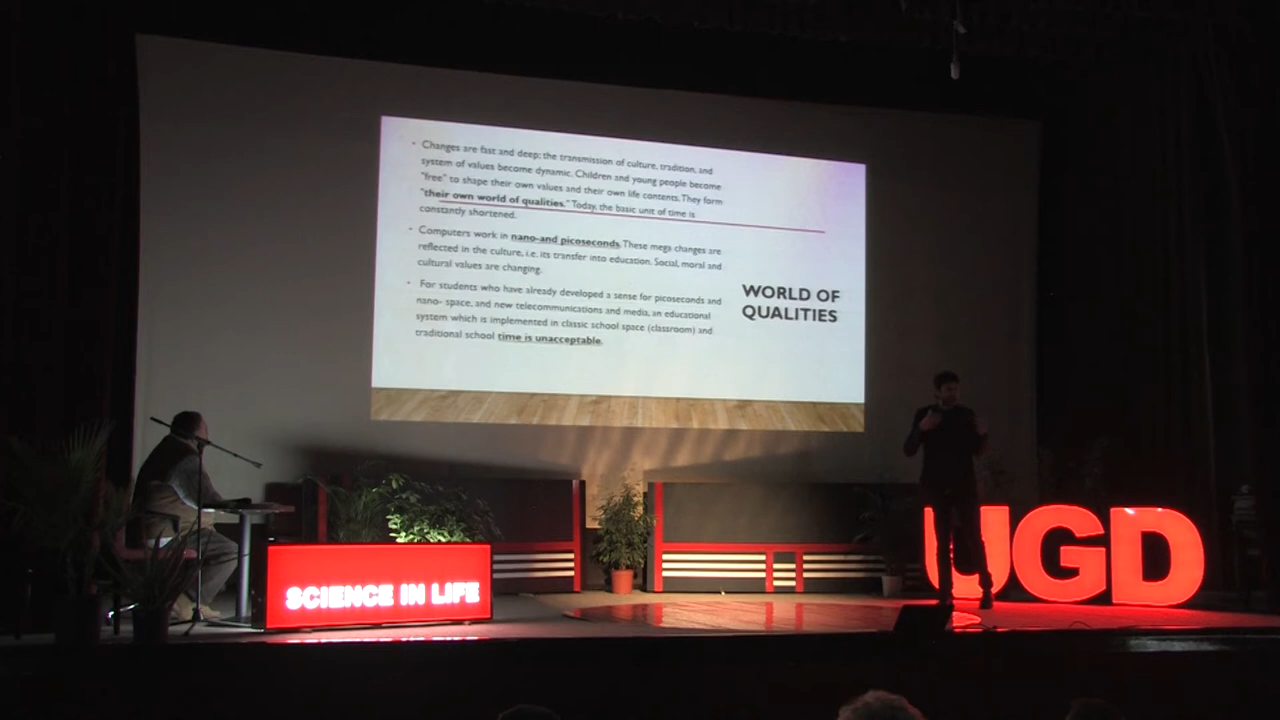 • Changes are fast and deep; the transmission of culture, tradition, and
system of values become dynamic. Children and young people become
"free" to shape their own values and their own life contents. They form
"their own world of qualities." Today, the basic unit of time is
constantly shortened.
• Computers work in nano-and picoseconds. These mega changes are
reflected in the culture, i.e. its transfer into education. Social, moral and
cultural values are changing.
• For students who have already developed a sense for picoseconds and
nano- space, and new telecommunications and media, an educational
system which is implemented in classic school space (classroom) and
traditional school time is unacceptable.
WORLD OF
QUALITIES
SCIENCE IN LIFE
UGD